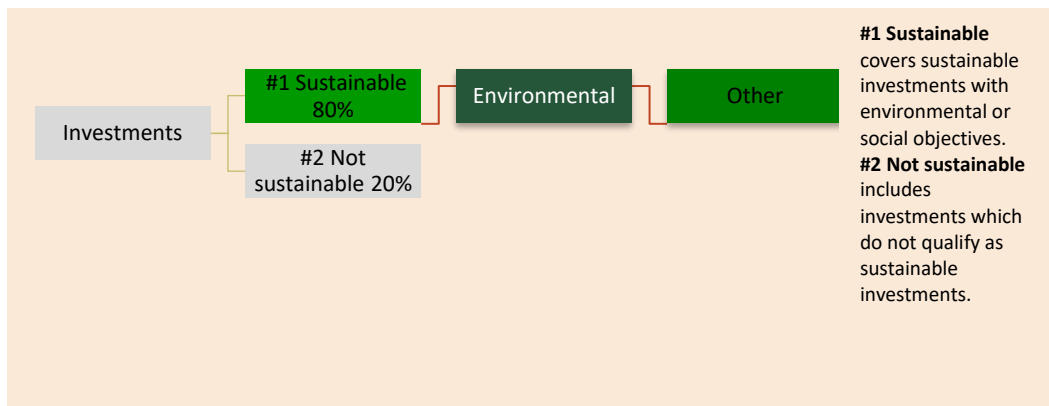 Investments
#1 Sustainable
80%
#2 Not
sustainable 20%
Environmental
Other
#1 Sustainable
covers sustainable
investments with
environmental or
social objectives.
#2 Not sustainable
includes
investments which
do not qualify as
sustainable
investments.